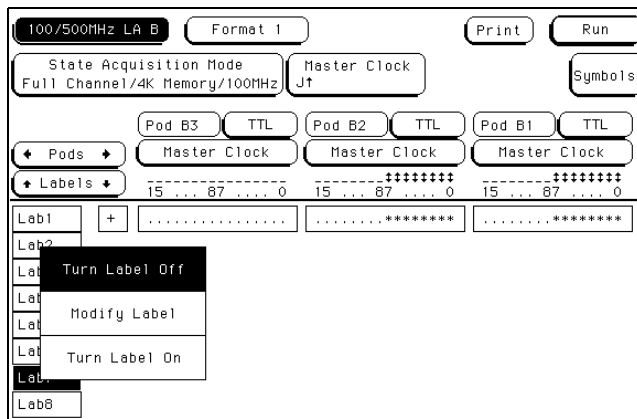 100/500MHz LA B Format 1 Print Run
State Acquisition Mode
Full Channel/4K Memory/100MHz
Master Clock
J↑
Symbols
Pod B3 TTL Pod B2 TTL Pod B1 TTL
← Pods → Master Clock Master Clock Master Clock
↑ Labels ↓ ---------------- --------↕↕↕↕↕↕↕↕ --------↕↕↕↕↕↕↕↕
15 ... 87 .... 0 15 ... 87 .... 0 15 ... 87 .... 0
Lab1 + ................ ........******** ........********
Lab2
Turn Label Off
Modify Label
Turn Label On
Lab7
Lab8